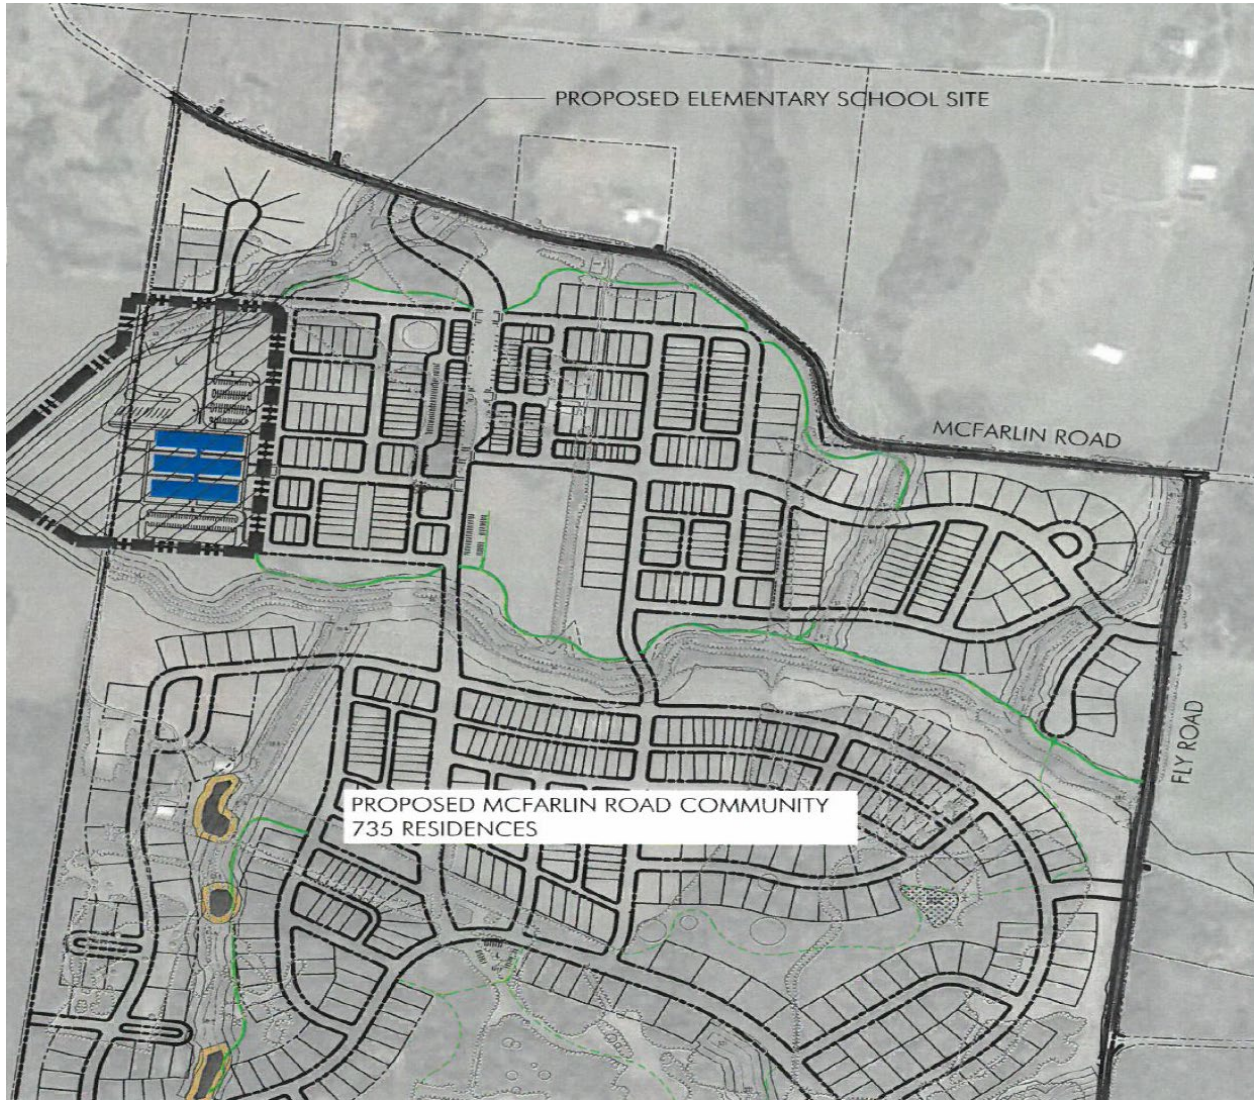 PROPOSED ELEMENTARY SCHOOL SITE
MCFARLIN ROAD
FLY ROAD
PROPOSED MCFARLIN ROAD COMMUNITY
735 RESIDENCES